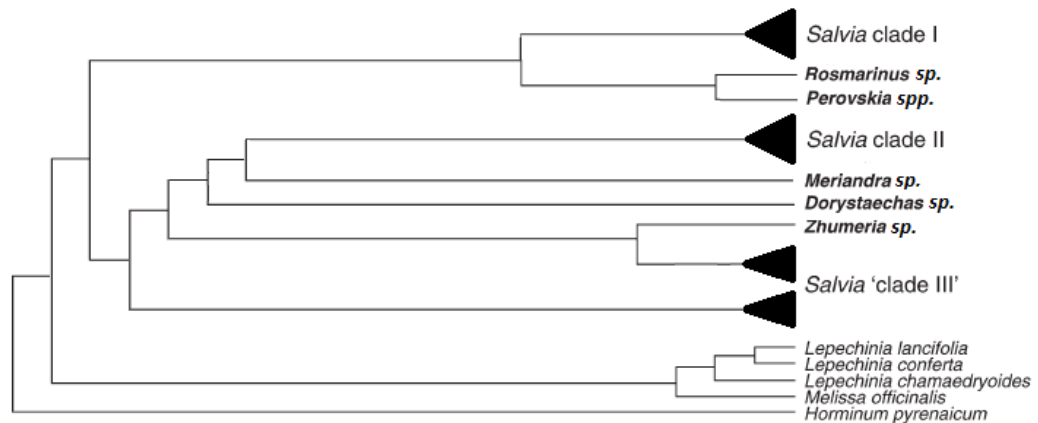 Salvia clade I
Rosmarinus sp.
Perovskia spp.
Salvia clade II
Meriandra sp.
Dorystaechas sp.
Zhumeria sp.
Salvia 'clade III'
Lepechinia lancifolia
Lepechinia conferta
Lepechinia chamaedryoides
Melissa officinalis
Horminum pyrenaicum